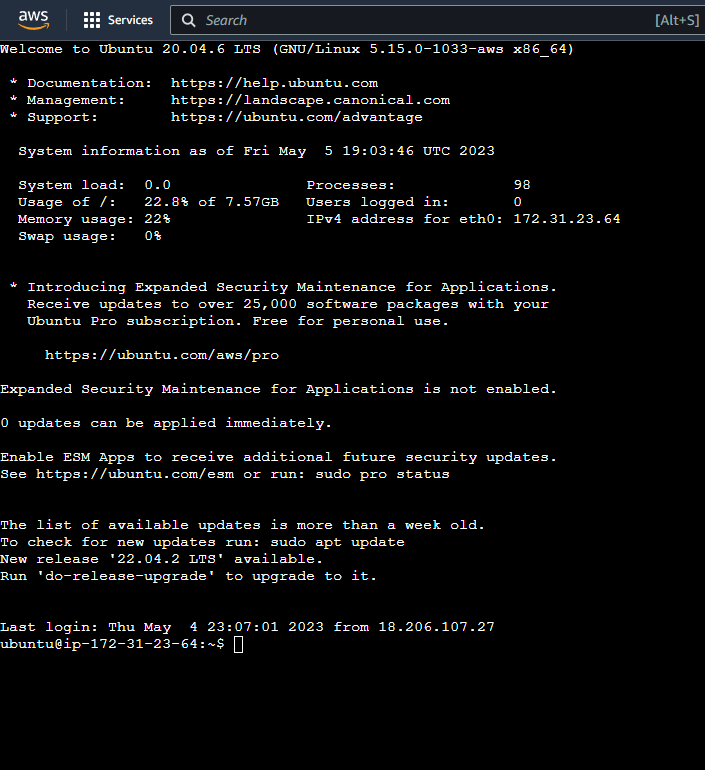 aws Services Search [Alt+S]
Welcome to Ubuntu 20.04.6 LTS (GNU/Linux 5.15.0-1033-aws x86_64)
* Documentation:  https://help.ubuntu.com
* Management:     https://landscape.canonical.com
* Support:        https://ubuntu.com/advantage
System information as of Fri May  5 19:03:46 UTC 2023
System load:  0.0               Processes:             98
Usage of /:   22.8% of 7.57GB   Users logged in:       0
Memory usage: 22%               IPv4 address for eth0: 172.31.23.64
Swap usage:   0%
* Introducing Expanded Security Maintenance for Applications.
Receive updates to over 25,000 software packages with your
Ubuntu Pro subscription. Free for personal use.
https://ubuntu.com/aws/pro
Expanded Security Maintenance for Applications is not enabled.
0 updates can be applied immediately.
Enable ESM Apps to receive additional future security updates.
See https://ubuntu.com/esm or run: sudo pro status
The list of available updates is more than a week old.
To check for new updates run: sudo apt update
New release '22.04.2 LTS' available.
Run 'do-release-upgrade' to upgrade to it.
Last login: Thu May  4 23:07:01 2023 from 18.206.107.27
ubuntu@ip-172-31-23-64:~$